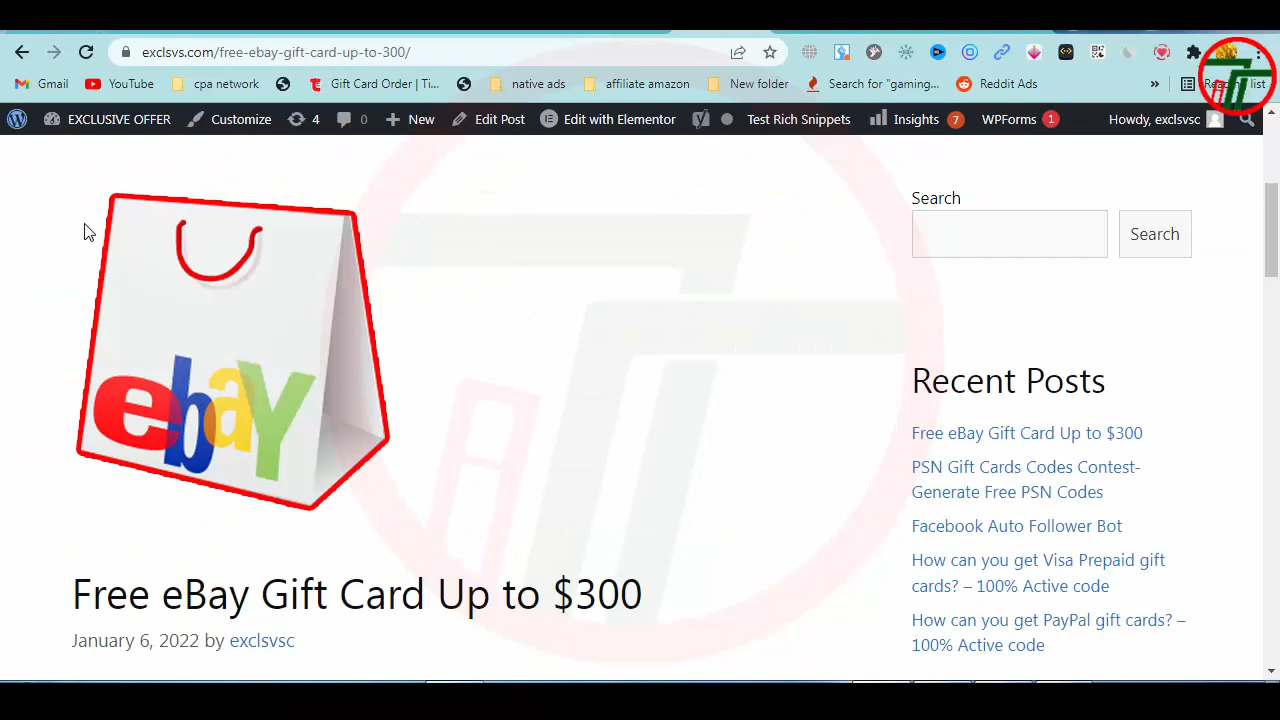 exclsvs.com/free-ebay-gift-card-up-to-300/
Gmail YouTube cpa network Gift Card Order | Ti... native ads affiliate amazon New folder Search for "gaming... Reddit Ads » list
EXCLUSIVE OFFER Customize 4 0 New Edit Post Edit with Elementor Test Rich Snippets Insights 7 WPForms 1 Howdy, exclsvsc
Search
Search
ebaY
Recent Posts
Free eBay Gift Card Up to $300
PSN Gift Cards Codes Contest-
Generate Free PSN Codes
Facebook Auto Follower Bot
How can you get Visa Prepaid gift
cards? – 100% Active code
How can you get PayPal gift cards? –
100% Active code
Free eBay Gift Card Up to $300
January 6, 2022 by exclsvsc